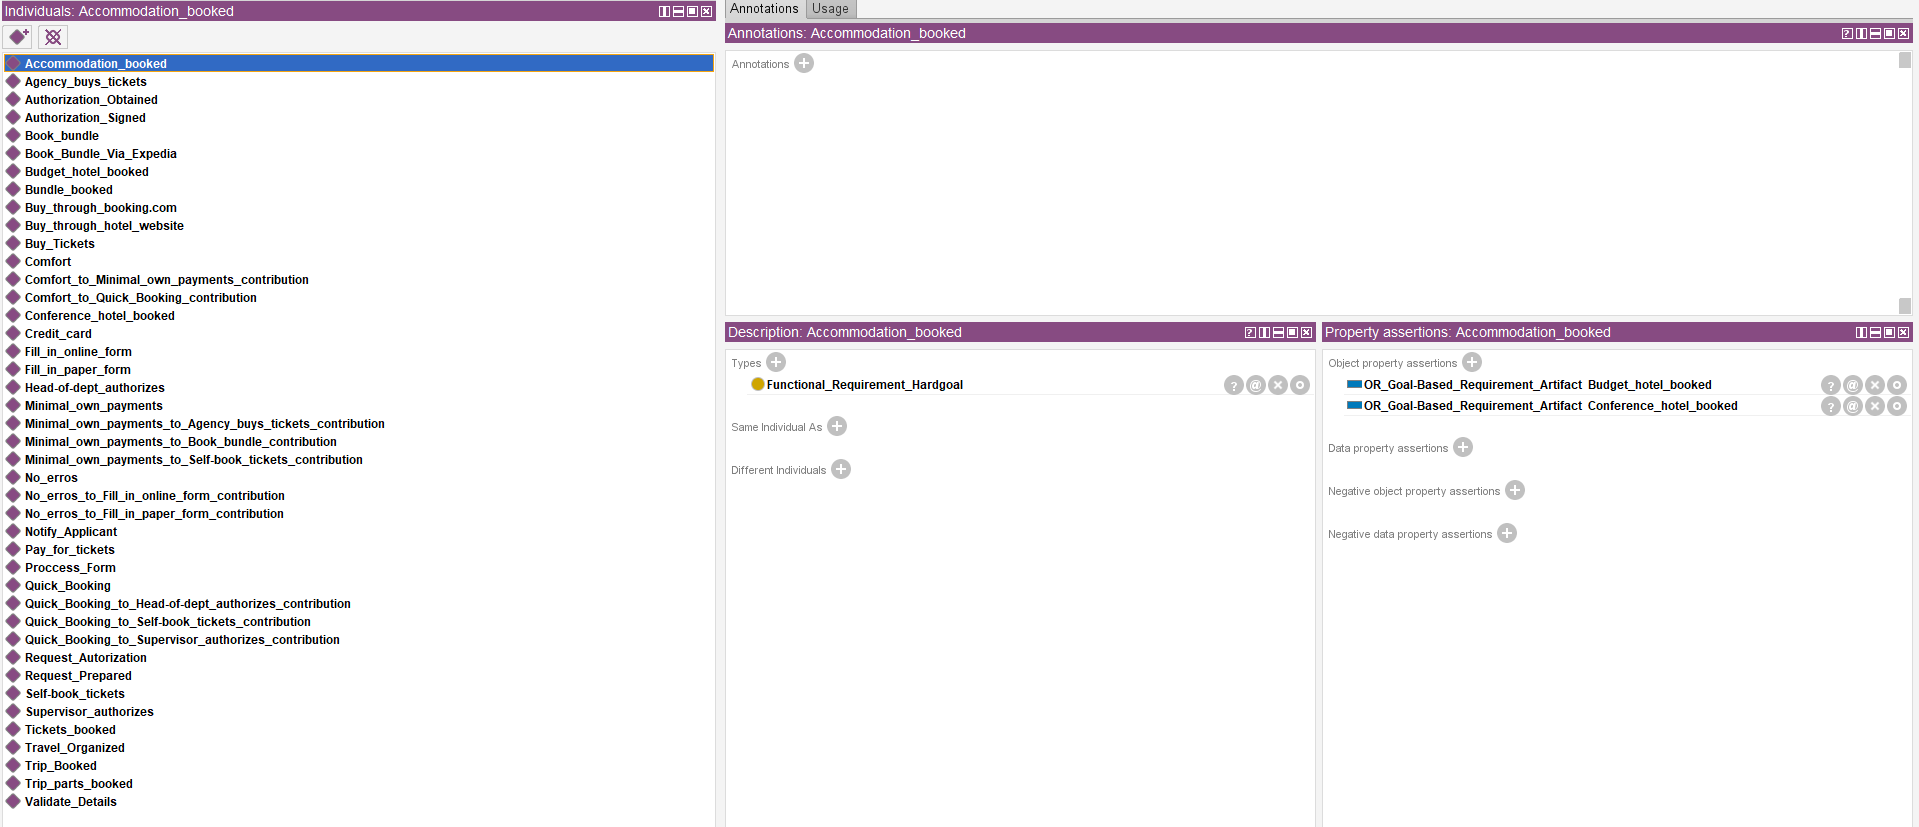 Individuals: Accommodation_booked
Accommodation_booked
Agency_buys_tickets
Authorization_Obtained
Authorization_Signed
Book_bundle
Book_Bundle_Via_Expedia
Budget_hotel_booked
Bundle_booked
Buy_through_booking.com
Buy_through_hotel_website
Buy_Tickets
Comfort
Comfort_to_Minimal_own_payments_contribution
Comfort_to_Quick_Booking_contribution
Conference_hotel_booked
Credit_card
Fill_in_online_form
Fill_in_paper_form
Head-of-dept_authorizes
Minimal_own_payments
Minimal_own_payments_to_Agency_buys_tickets_contribution
Minimal_own_payments_to_Book_bundle_contribution
Minimal_own_payments_to_Self-book_tickets_contribution
No_erros
No_erros_to_Fill_in_online_form_contribution
No_erros_to_Fill_in_paper_form_contribution
Notify_Applicant
Pay_for_tickets
Proccess_Form
Quick_Booking
Quick_Booking_to_Head-of-dept_authorizes_contribution
Quick_Booking_to_Self-book_tickets_contribution
Quick_Booking_to_Supervisor_authorizes_contribution
Request_Autorization
Request_Prepared
Self-book_tickets
Supervisor_authorizes
Tickets_booked
Travel_Organized
Trip_Booked
Trip_parts_booked
Validate_Details
Annotations Usage
Annotations: Accommodation_booked
Annotations
Description: Accommodation_booked
Types
Functional_Requirement_Hardgoal
Same Individual As
Different Individuals
Property assertions: Accommodation_booked
Object property assertions
OR_Goal-Based_Requirement_Artifact Budget_hotel_booked
OR_Goal-Based_Requirement_Artifact Conference_hotel_booked
Data property assertions
Negative object property assertions
Negative data property assertions